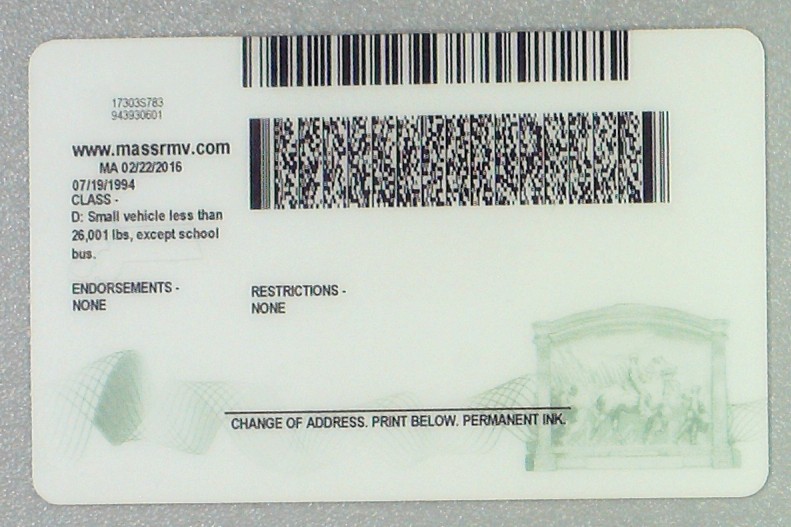 17303S783
943930601
www.massrmv.com
MA 02/22/2016
07/19/1994
CLASS -
D: Small vehicle less than
26,001 lbs, except school
bus.
ENDORSEMENTS -
NONE
RESTRICTIONS -
NONE
CHANGE OF ADDRESS. PRINT BELOW. PERMANENT INK.